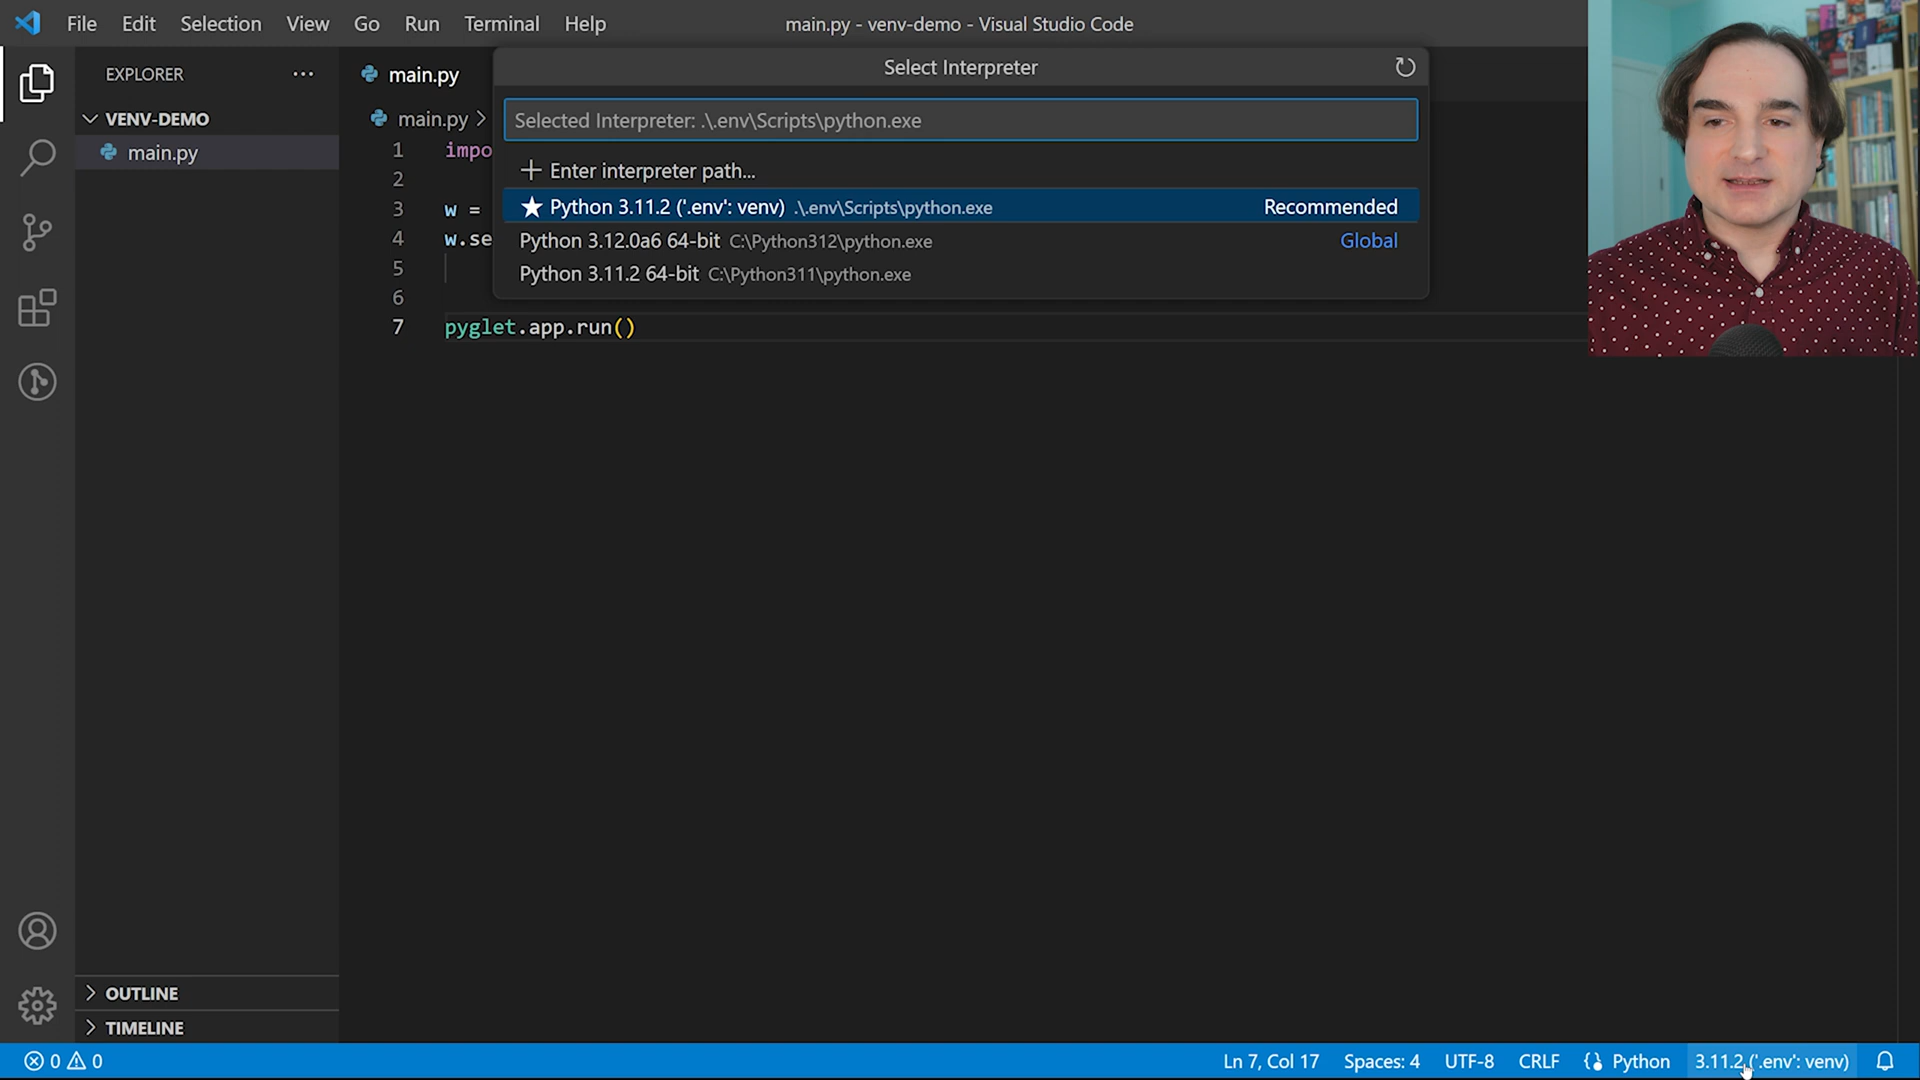 File Edit Selection View Go Run Terminal Help
main.py - venv-demo - Visual Studio Code
EXPLORER ···
VENV-DEMO
main.py
OUTLINE
TIMELINE
main.py
main.py >
Select Interpreter
Selected Interpreter: .\.env\Scripts\python.exe
+ Enter interpreter path...
★ Python 3.11.2 ('.env': venv) .\.env\Scripts\python.exe Recommended
Python 3.12.0a6 64-bit C:\Python312\python.exe Global
Python 3.11.2 64-bit C:\Python311\python.exe
1 impo
2
3 w =
4 w.se
5
6
7 pyglet.app.run()
0 0 Ln 7, Col 17 Spaces: 4 UTF-8 CRLF Python 3.11.2 ('.env': venv)